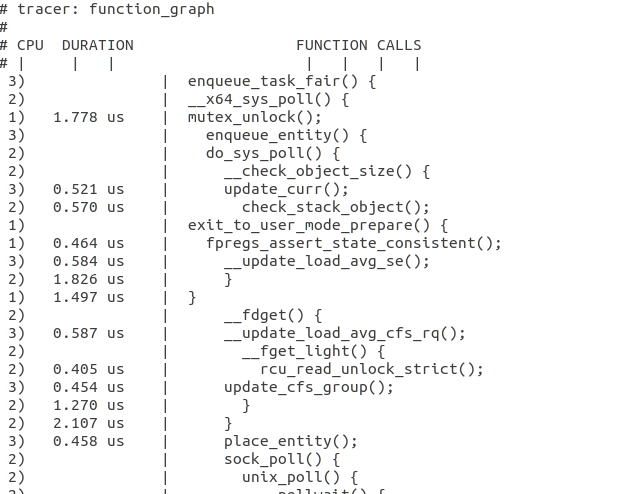 # tracer: function_graph
#
# CPU  DURATION                  FUNCTION CALLS
# |     |   |                     |   |   |   |
 3)               |  enqueue_task_fair() {
 2)               |  __x64_sys_poll() {
 1)   1.778 us    |  mutex_unlock();
 3)               |    enqueue_entity() {
 2)               |    do_sys_poll() {
 2)               |      __check_object_size() {
 3)   0.521 us    |      update_curr();
 2)   0.570 us    |        check_stack_object();
 1)               |  exit_to_user_mode_prepare() {
 1)   0.464 us    |    fpregs_assert_state_consistent();
 3)   0.584 us    |      __update_load_avg_se();
 2)   1.826 us    |      }
 1)   1.497 us    |  }
 2)               |      __fdget() {
 3)   0.587 us    |      __update_load_avg_cfs_rq();
 2)               |        __fget_light() {
 2)   0.405 us    |          rcu_read_unlock_strict();
 3)   0.454 us    |      update_cfs_group();
 2)   1.270 us    |        }
 2)   2.107 us    |      }
 3)   0.458 us    |      place_entity();
 2)               |      sock_poll() {
 2)               |        unix_poll() {